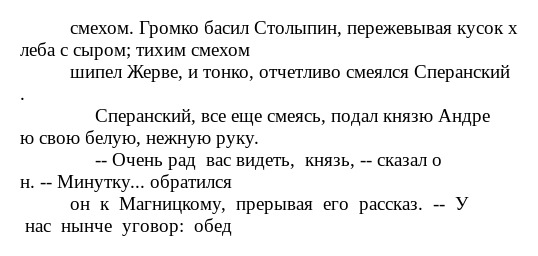 смехом. Громко басил Столыпин, пережевывая кусок х
леба с сыром; тихим смехом
шипел Жерве, и тонко, отчетливо смеялся Сперанский
.
Сперанский, все еще смеясь, подал князю Андре
ю свою белую, нежную руку.
-- Очень рад  вас видеть,  князь, -- сказал о
н. -- Минутку... обратился
он  к  Магницкому,  прерывая  его  рассказ.  --  У
нас  нынче  уговор:  обед